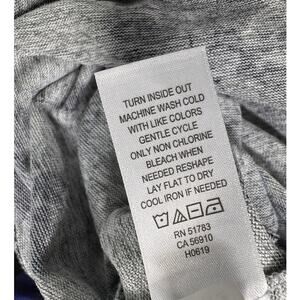 TURN INSIDE OUT
MACHINE WASH COLD
WITH LIKE COLORS
GENTLE CYCLE
ONLY NON CHLORINE
BLEACH WHEN
NEEDED RESHAPE
LAY FLAT TO DRY
COOL IRON IF NEEDED
RN 51783
CA 56910
H0619